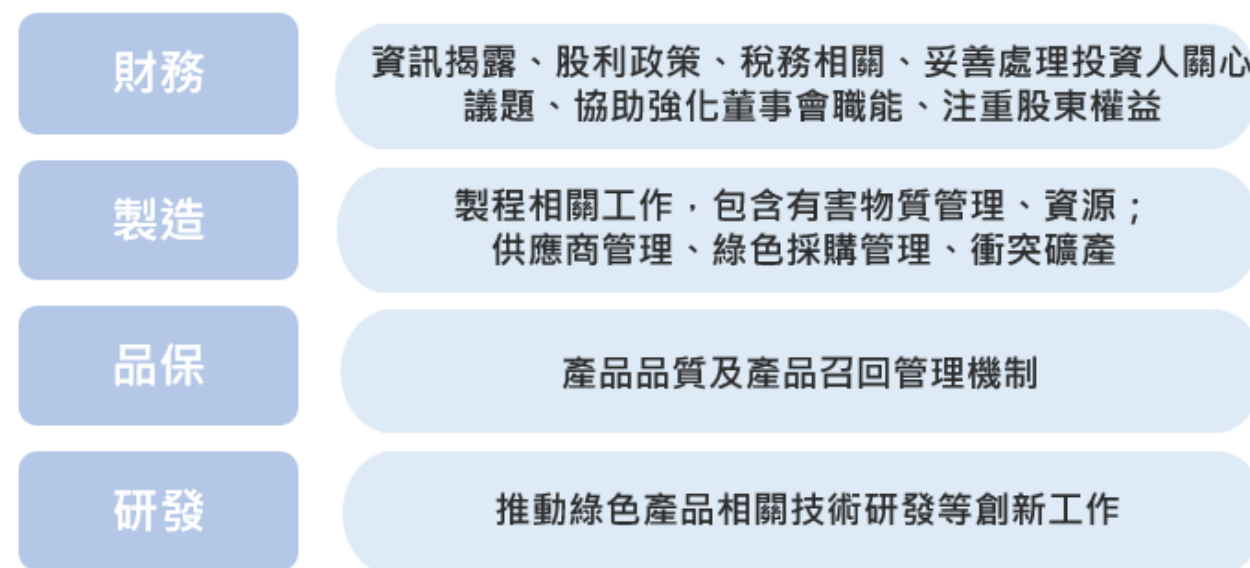 財務
資訊揭露、股利政策、稅務相關、妥善處理投資人關心
議題、協助強化董事會職能、注重股東權益
製造
製程相關工作，包含有害物質管理、資源；
供應商管理、綠色採購管理、衝突礦產
品保
產品品質及產品召回管理機制
研發
推動綠色產品相關技術研發等創新工作